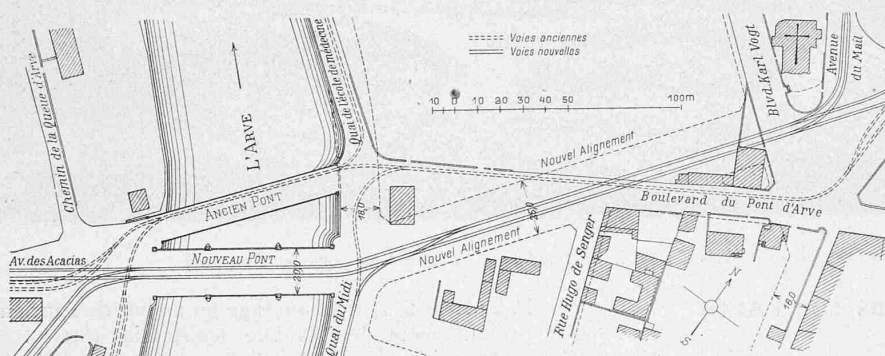 Voies anciennes
Voies nouvelles
10 0 10 20 30 40 50 100m
Chemin de la Queue d'Arve
L'ARVE
Quai de l'école de médecine
Blvd. Karl Vogt
Avenue
du Mail
Nouvel Alignement
ANCIEN PONT
18,0
25,0
Boulevard du Pont d'Arve
Av. des Acacias
NOUVEAU PONT
20,0
Nouvel Alignement
Quai du Midi
Rue Hugo de Senger
N
S
16,0